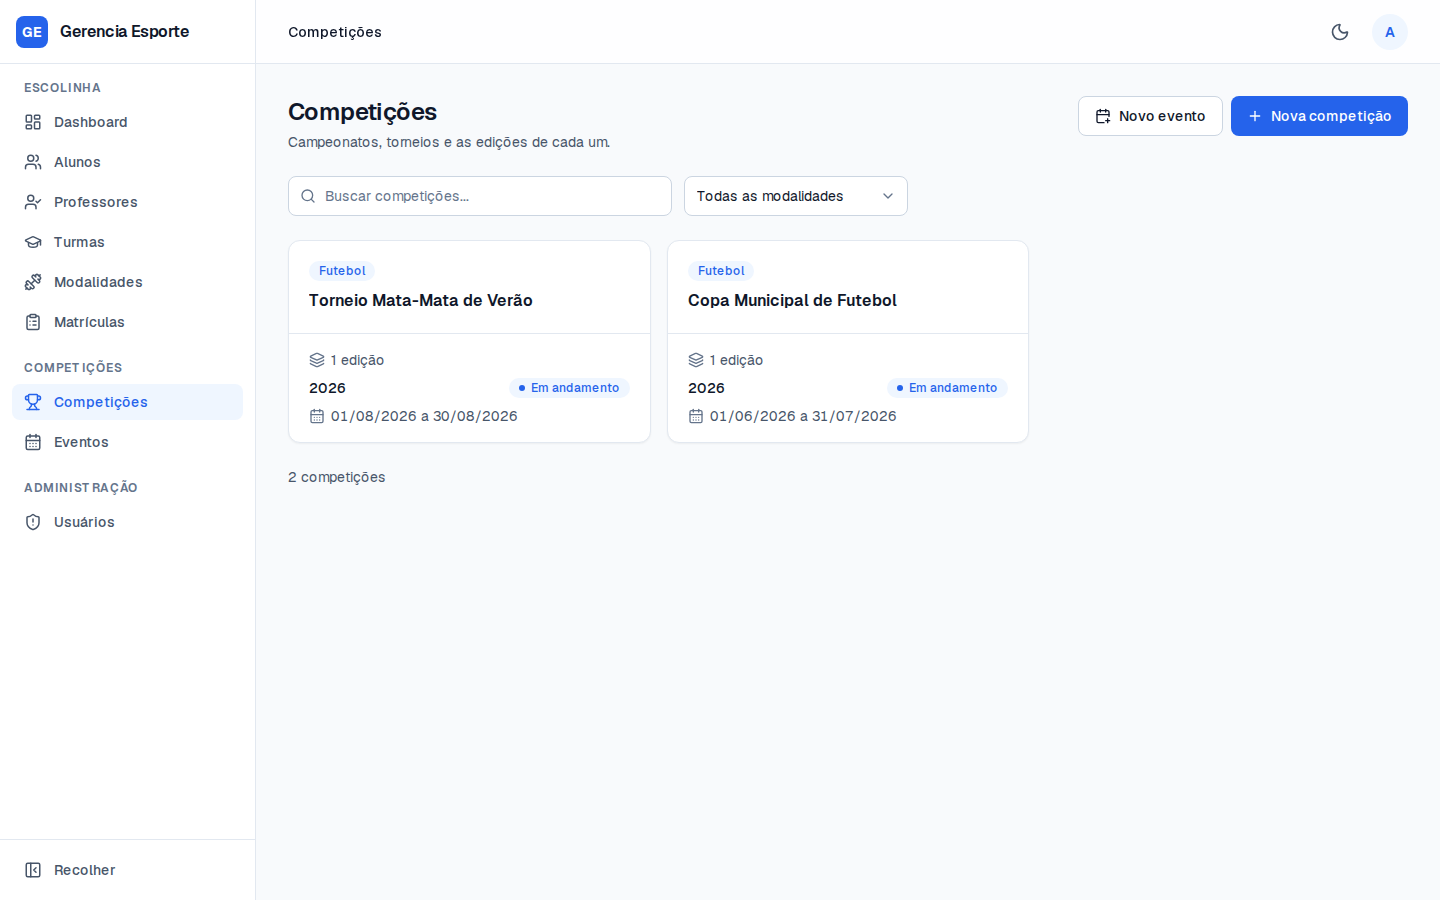 GE Gerencia Esporte
Competições
A
ESCOLINHA
Dashboard
Alunos
Professores
Turmas
Modalidades
Matrículas
COMPETIÇÕES
Competições
Eventos
ADMINISTRAÇÃO
Usuários
Recolher
Competições
Campeonatos, torneios e as edições de cada um.
Novo evento
Nova competição
Buscar competições...
Todas as modalidades
Futebol
Torneio Mata-Mata de Verão
1 edição
2026 Em andamento
01/08/2026 a 30/08/2026
Futebol
Copa Municipal de Futebol
1 edição
2026 Em andamento
01/06/2026 a 31/07/2026
2 competições